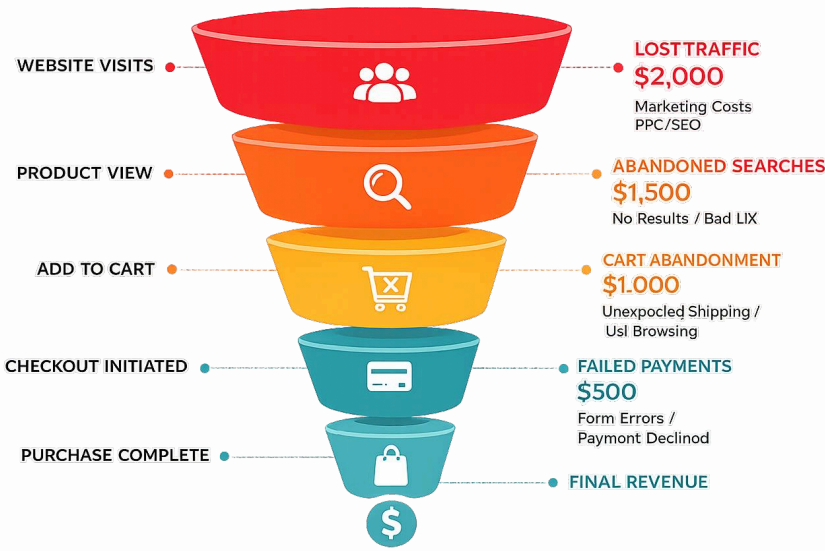 WEBSITE VISITS
LOST TRAFFIC
$2,000
Marketing Costs
PPC/SEO
PRODUCT VIEW
ABANDONED SEARCHES
$1,500
No Results / Bad LIX
ADD TO CART
CART ABANDONMENT
$1.000
Unexpocled Shipping /
Usl Browsing
CHECKOUT INITIATED
FAILED PAYMENTS
$500
Form Errors /
Paymont Declinod
PURCHASE COMPLETE
FINAL REVENUE
$